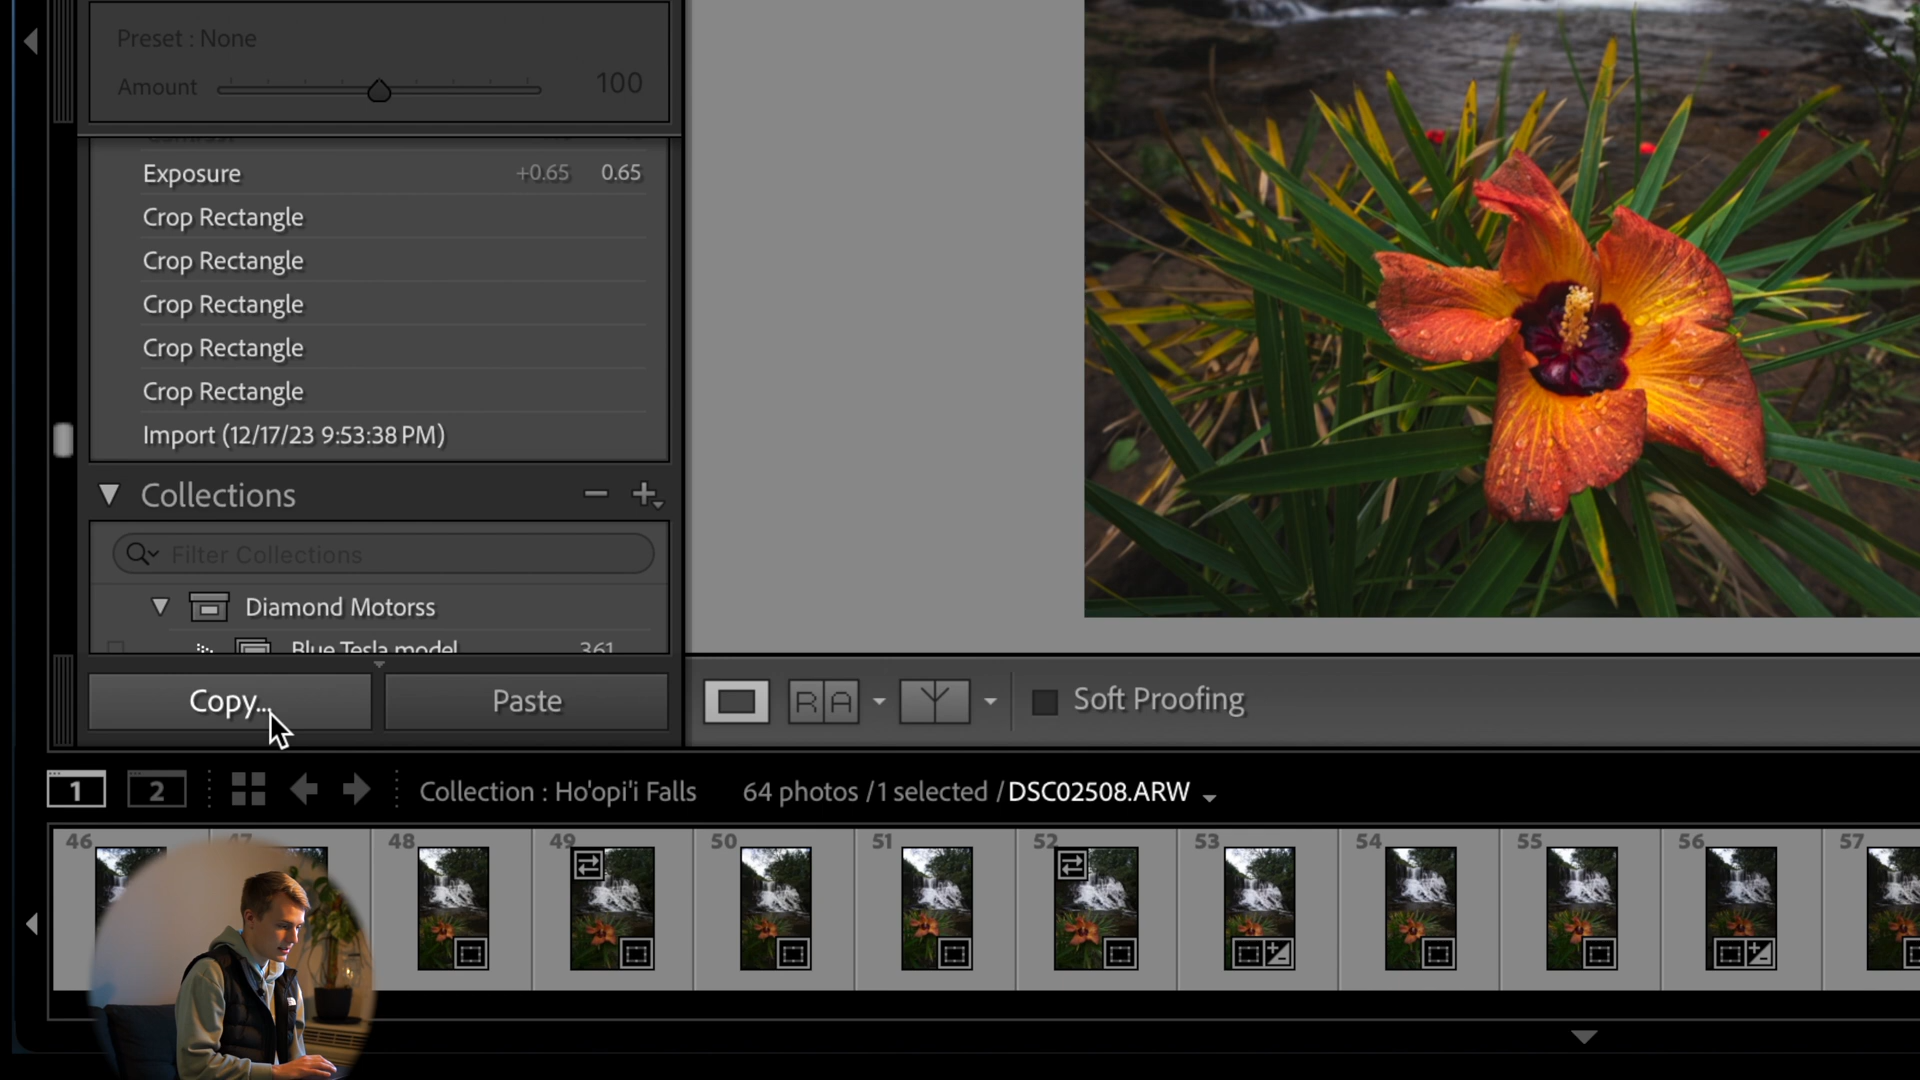 Preset : None
Amount 100
Exposure +0.65 0.65
Crop Rectangle
Crop Rectangle
Crop Rectangle
Crop Rectangle
Crop Rectangle
Import (12/17/23 9:53:38 PM)
Collections
Filter Collections
Diamond Motorss
Blue Tesla model 361
Copy... Paste R A Y Soft Proofing
1 2 Collection : Ho'opi'i Falls 64 photos / 1 selected / DSC02508.ARW
46 47 48 49 50 51 52 53 54 55 56 57